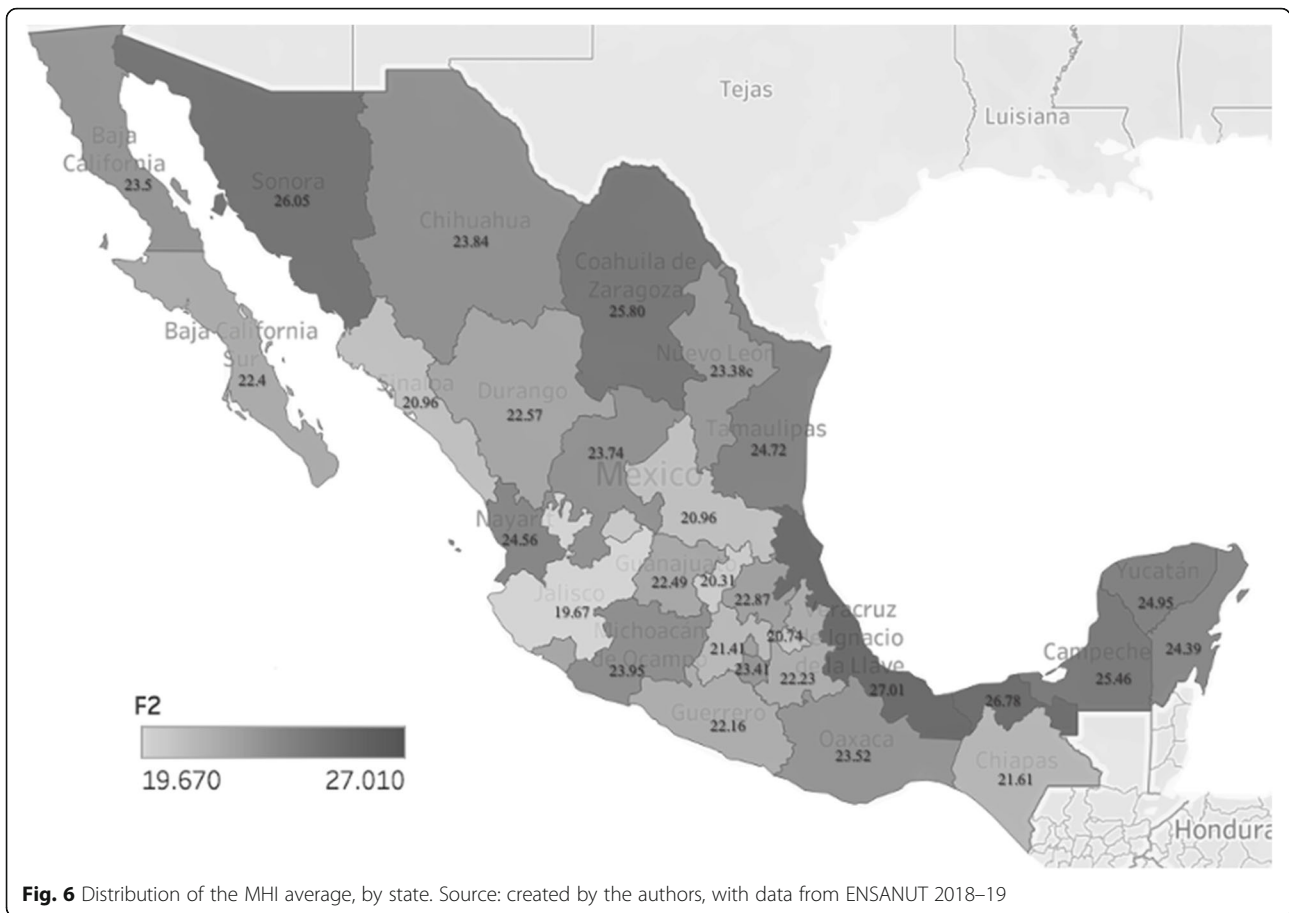 Tejas
Luisiana
Baja
California
23.5
Sonora
26.05
Chihuahua
23.84
Coahuila de
Zaragoza
25.80
Baja California
Sur
22.4
Sinaloa
20.96
Durango
22.57
Nuevo León
23.38c
Tamaulipas
24.72
23.74
México
20.96
Nayarit
24.56
Guanajuato
22.49
20.31
22.87
Jalisco
19.67
Michoacán
de Ocampo
23.95
21.41
23.41
20.74
22.23
Veracruz
de Ignacio
de la Llave
27.01
26.78
Yucatán
24.95
Campeche
25.46
24.39
Guerrero
22.16
Oaxaca
23.52
Chiapas
21.61
Hondura
F2
19.670 27.010
Fig. 6 Distribution of the MHI average, by state. Source: created by the authors, with data from ENSANUT 2018–19